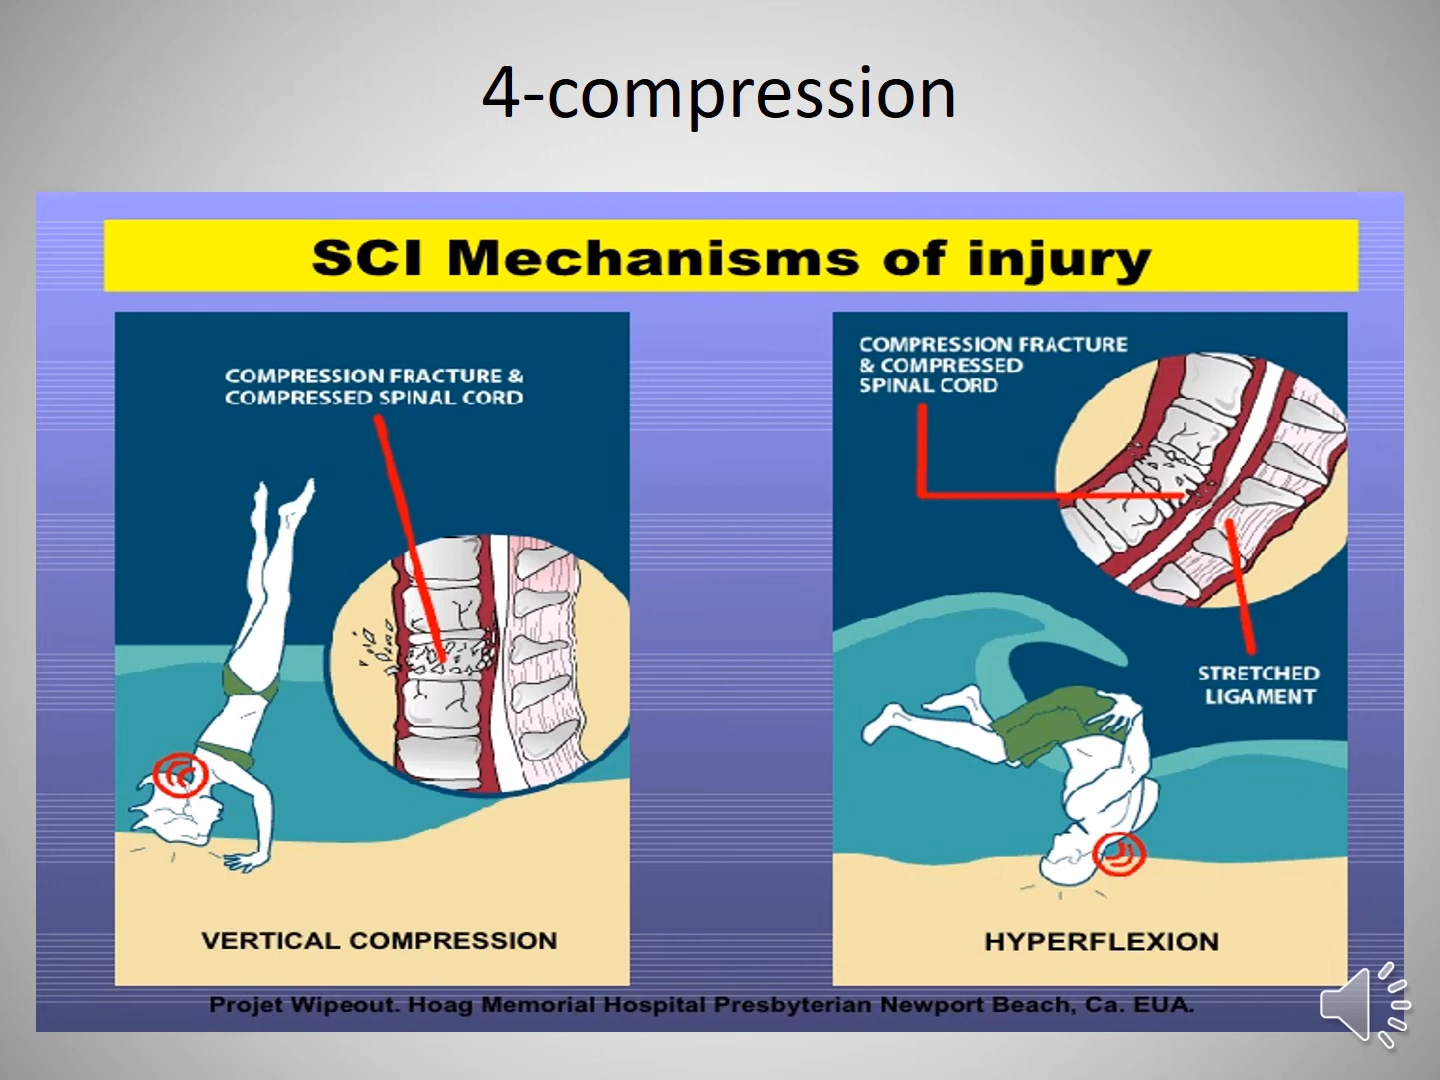 4-compression
SCI Mechanisms of injury
COMPRESSION FRACTURE &
COMPRESSED SPINAL CORD
VERTICAL COMPRESSION
COMPRESSION FRACTURE
& COMPRESSED
SPINAL CORD
STRETCHED
LIGAMENT
HYPERFLEXION
Projet Wipeout. Hoag Memorial Hospital Presbyterian Newport Beach, Ca. EUA.